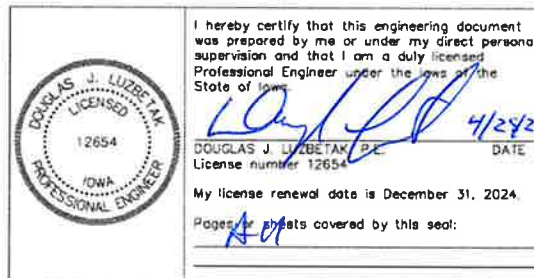 DOUGLAS J. LUZBETAK
LICENSED
12654
IOWA
PROFESSIONAL ENGINEER
I hereby certify that this engineering document
was prepared by me or under my direct persona
supervision and that I am a duly licensed
Professional Engineer under the laws of the
State of Iowa.
DOUGLAS J. LUZBETAK, P.E. DATE
License number 12654
My license renewal date is December 31, 2024.
Pages or sheets covered by this seal:
All